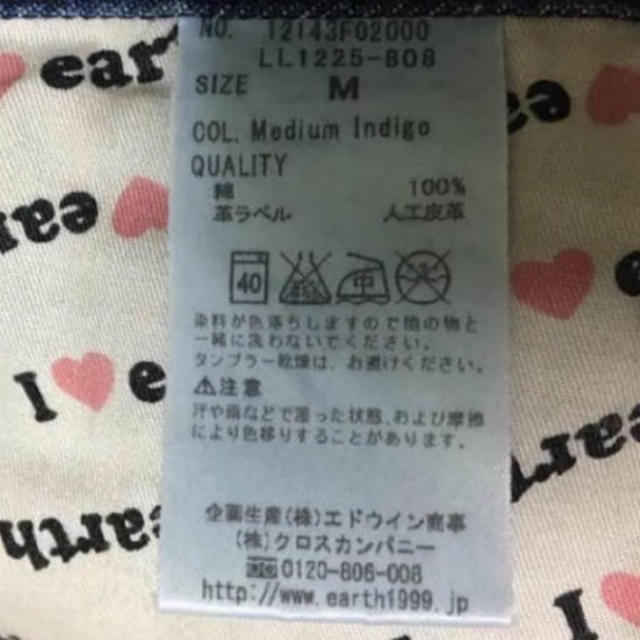 NO. 12143F02000
LL1225-808
SIZE M
COL. Medium Indigo
QUALITY
綿 100%
革ラベル 人工皮革
40 中
染料が色落ちしますので他の物と
一緒に洗わないでください。
タンブラー乾燥は、お避けください。
⚠注意
汗や雨などで湿った状態、および摩擦
により色移りすることがあります。
企画生産(株)エドウイン商事
(株)クロスカンパニー
0120-806-008
http://www.earth1999.jp
ear
ea
ea
I ❤ e
earth
earth
I ❤